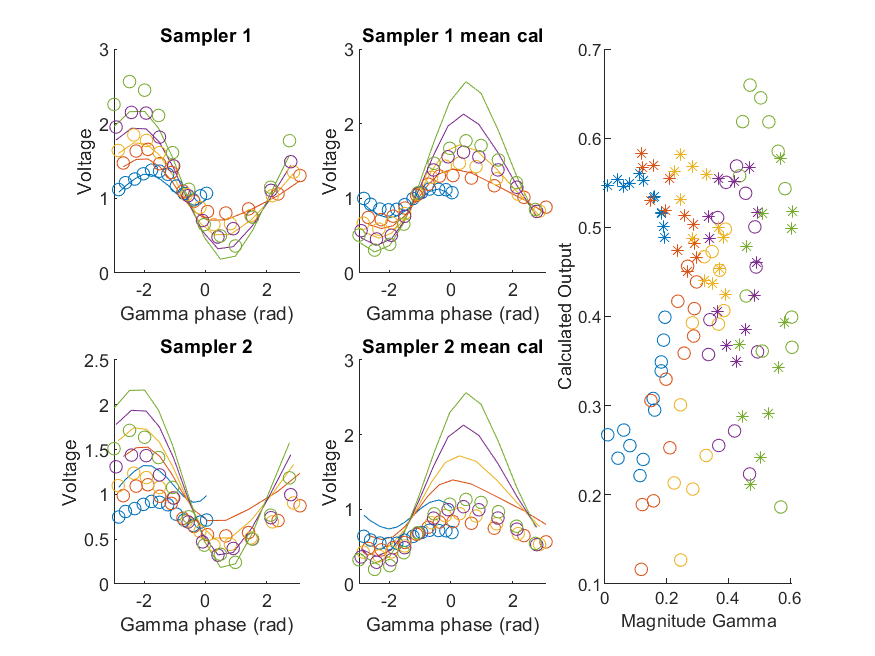 Sampler 1
3
2
1
0
Voltage
-2 0 2
Gamma phase (rad)
Sampler 1 mean cal
3
2
1
0
Voltage
-2 0 2
Gamma phase (rad)
Sampler 2
2.5
2
1.5
1
0.5
0
Voltage
-2 0 2
Gamma phase (rad)
Sampler 2 mean cal
3
2
1
0
Voltage
-2 0 2
Gamma phase (rad)
0.7
0.6
0.5
0.4
0.3
0.2
0.1
Calculated Output
0 0.2 0.4 0.6
Magnitude Gamma